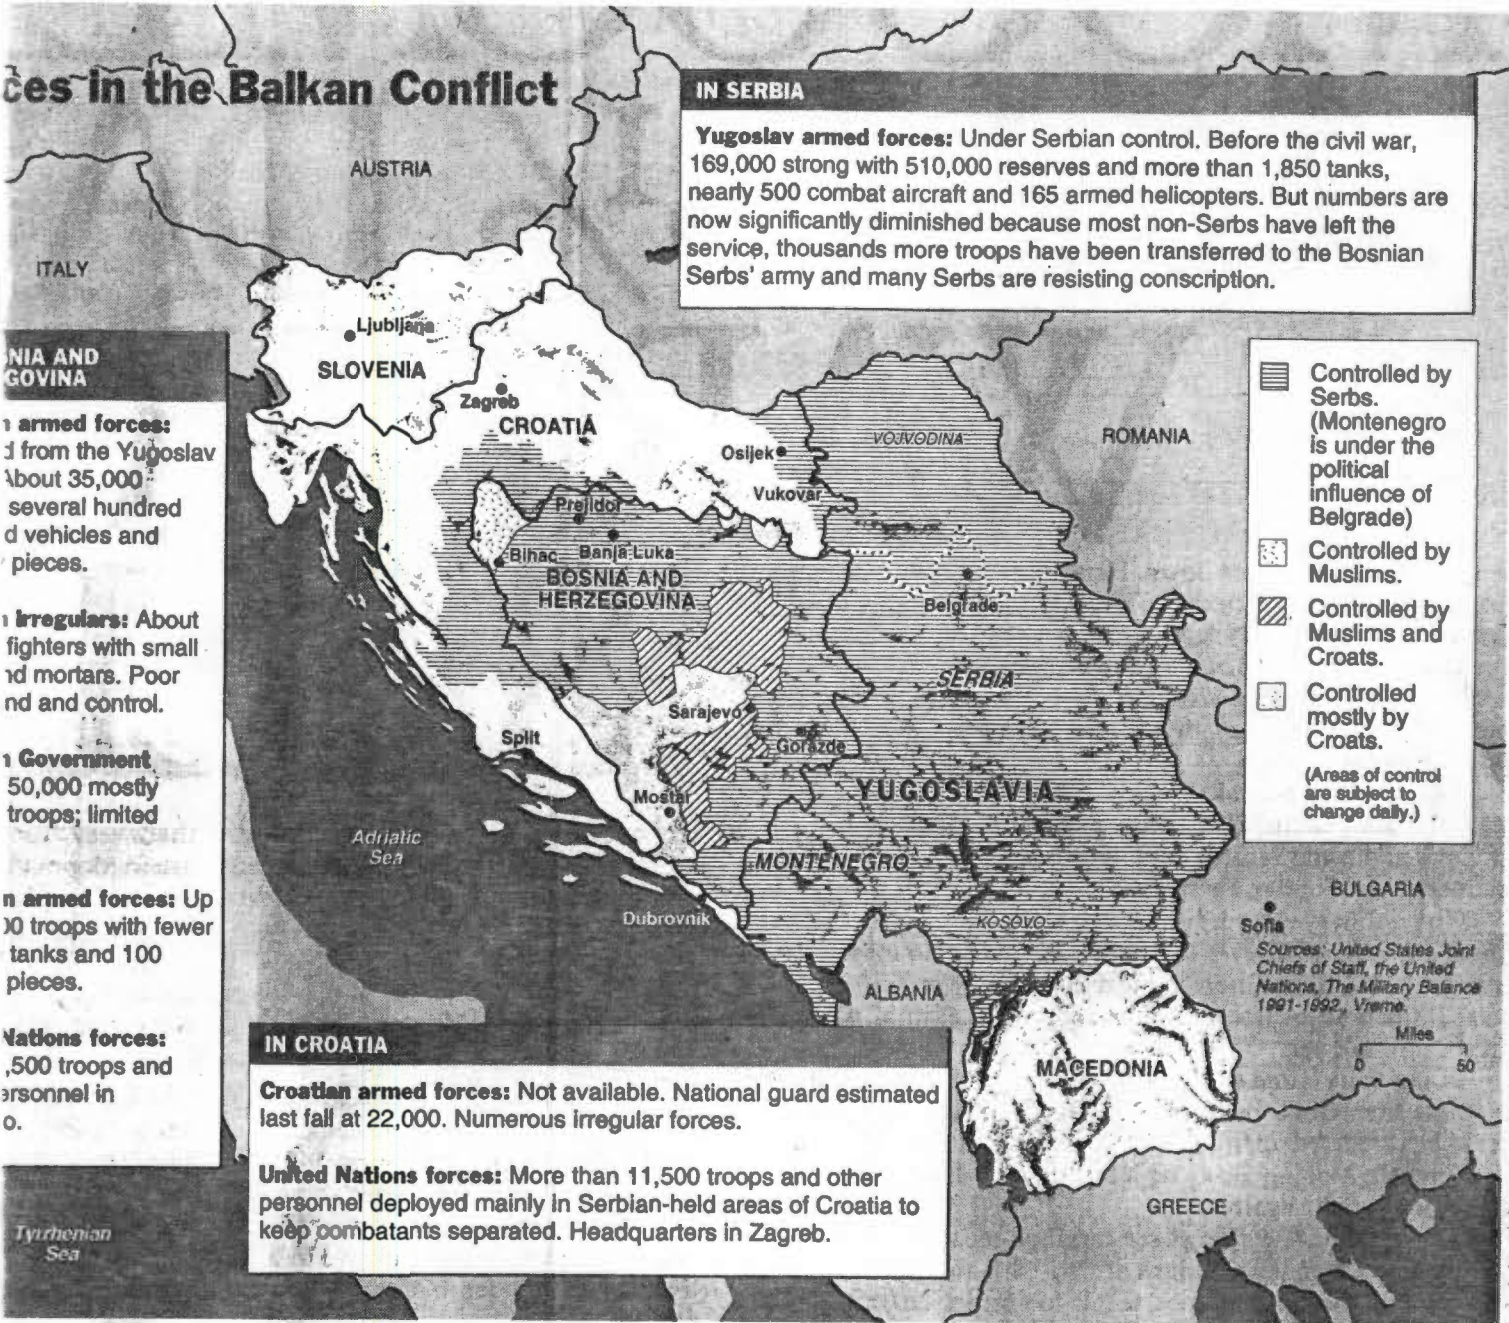 ces in the Balkan Conflict
IN SERBIA
Yugoslav armed forces: Under Serbian control. Before the civil war,
169,000 strong with 510,000 reserves and more than 1,850 tanks,
nearly 500 combat aircraft and 165 armed helicopters. But numbers are
now significantly diminished because most non-Serbs have left the
service, thousands more troops have been transferred to the Bosnian
Serbs' army and many Serbs are resisting conscription.
AUSTRIA
ITALY
Ljubljana
SLOVENIA
Zagreb
CROATIA
Osijek
Vukovar
VOJVODINA
ROMANIA
Prejidor
Bihac
Banja Luka
BOSNIA AND
HERZEGOVINA
Belgrade
SERBIA
Sarajevo
Gorazde
Split
YUGOSLAVIA
Mostar
MONTENEGRO
Adriatic
Sea
Dubrovnik
KOSOVO
ALBANIA
BULGARIA
Sofia
MACEDONIA
GREECE
Tyrrhenian
Sea
NIA AND
GOVINA
armed forces:
d from the Yugoslav
About 35,000
several hundred
d vehicles and
pieces.
Irregulars: About
fighters with small
nd mortars. Poor
nd and control.
Government
50,000 mostly
troops; limited
n armed forces: Up
00 troops with fewer
tanks and 100
pieces.
Nations forces:
,500 troops and
ersonnel in
o.
Controlled by
Serbs.
(Montenegro
is under the
political
influence of
Belgrade)
Controlled by
Muslims.
Controlled by
Muslims and
Croats.
Controlled
mostly by
Croats.
(Areas of control
are subject to
change daily.)
Sources: United States Joint
Chiefs of Staff, the United
Nations, The Military Balance
1991-1992, Vreme.
Miles
0 50
IN CROATIA
Croatian armed forces: Not available. National guard estimated
last fall at 22,000. Numerous irregular forces.
United Nations forces: More than 11,500 troops and other
personnel deployed mainly in Serbian-held areas of Croatia to
keep combatants separated. Headquarters in Zagreb.